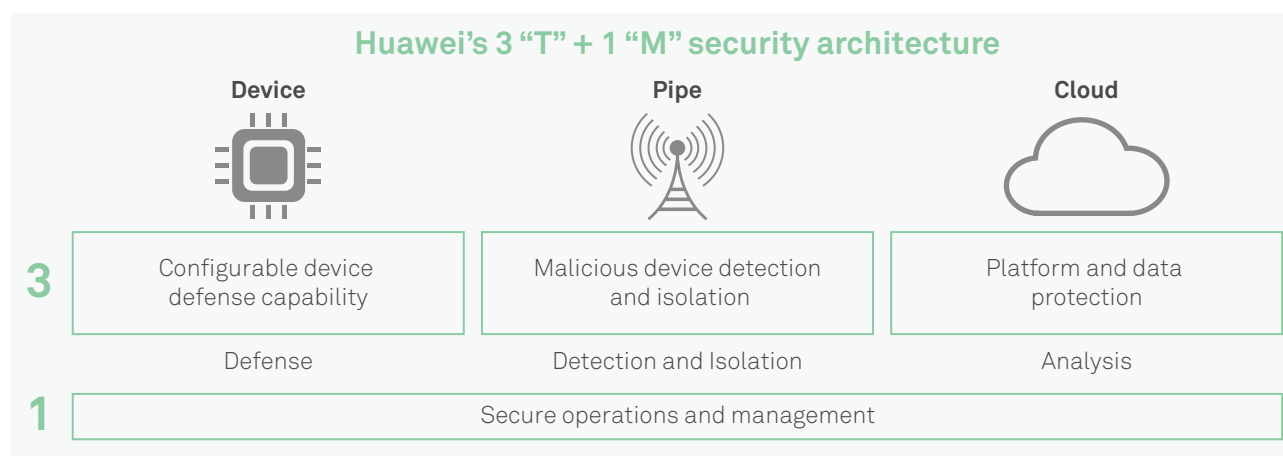 Huawei's 3 “T” + 1 “M” security architecture
Device
Pipe
Cloud
3
Configurable device
defense capability
Malicious device detection
and isolation
Platform and data
protection
Defense
Detection and Isolation
Analysis
1
Secure operations and management